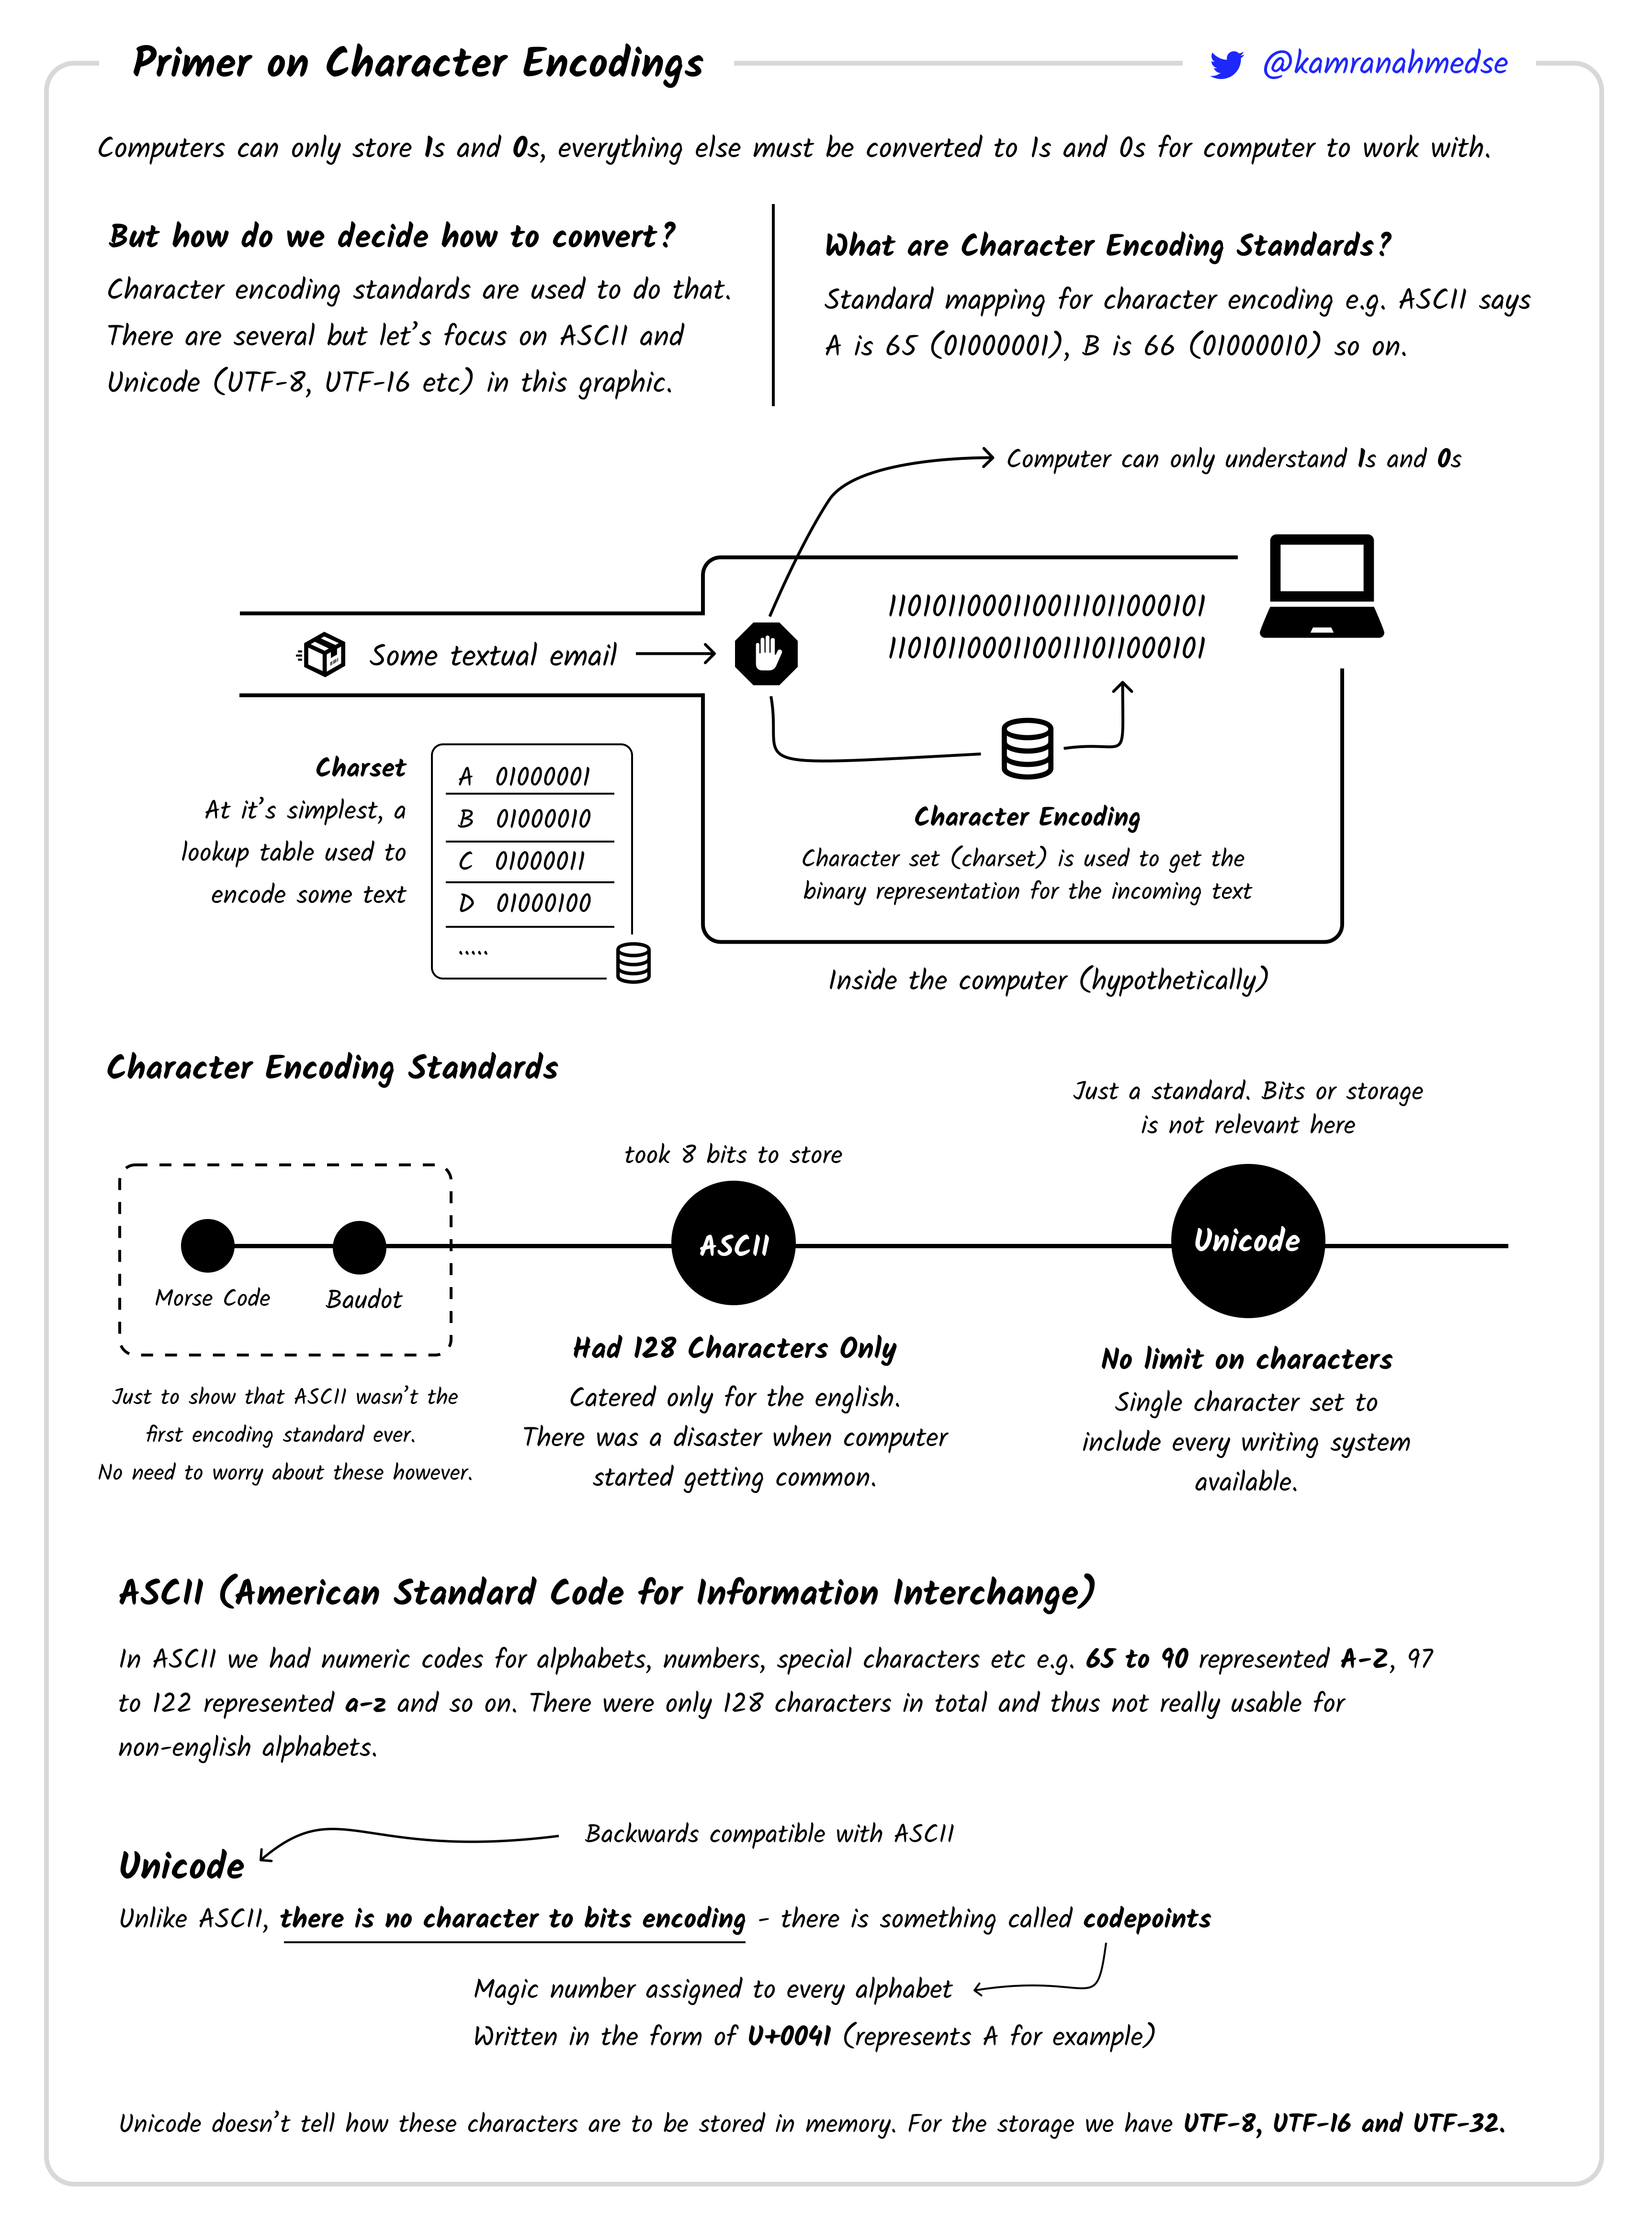 Primer on Character Encodings
@kamranahmedse
Computers can only store 1s and 0s, everything else must be converted to 1s and 0s for computer to work with.
But how do we decide how to convert?
Character encoding standards are used to do that.
There are several but let's focus on ASCII and
Unicode (UTF-8, UTF-16 etc) in this graphic.
What are Character Encoding Standards?
Standard mapping for character encoding e.g. ASCII says
A is 65 (01000001), B is 66 (01000010) so on.
Computer can only understand 1s and 0s
Some textual email
11010110001100111011000101
11010110001100111011000101
Character Encoding
Character set (charset) is used to get the
binary representation for the incoming text
Inside the computer (hypothetically)
Charset
At it's simplest, a
lookup table used to
encode some text
A 01000001
B 01000010
C 01000011
D 01000100
.....
Character Encoding Standards
Morse Code
Baudot
Just to show that ASCII wasn't the
first encoding standard ever.
No need to worry about these however.
took 8 bits to store
ASCII
Had 128 Characters Only
Catered only for the english.
There was a disaster when computer
started getting common.
Just a standard. Bits or storage
is not relevant here
Unicode
No limit on characters
Single character set to
include every writing system
available.
ASCII (American Standard Code for Information Interchange)
In ASCII we had numeric codes for alphabets, numbers, special characters etc e.g. 65 to 90 represented A-Z, 97
to 122 represented a-z and so on. There were only 128 characters in total and thus not really usable for
non-english alphabets.
Backwards compatible with ASCII
Unicode
Unlike ASCII, there is no character to bits encoding - there is something called codepoints
Magic number assigned to every alphabet
Written in the form of U+0041 (represents A for example)
Unicode doesn't tell how these characters are to be stored in memory. For the storage we have UTF-8, UTF-16 and UTF-32.